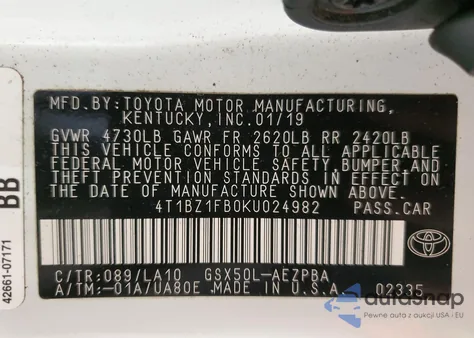 MFD.BY:TOYOTA MOTOR MANUFACTURING,
KENTUCKY,INC.01/19
GVWR 4730LB GAWR FR 2620LB RR 2420LB
THIS VEHICLE CONFORMS TO ALL APPLICABLE
FEDERAL MOTOR VEHICLE SAFETY, BUMPER AND
THEFT PREVENTION STANDARDS IN EFFECT ON
THE DATE OF MANUFACTURE SHOWN ABOVE.
4T1BZ1FB0KU024982 PASS.CAR
TOYOTA
C/TR:089/LA10 GSX50L-AEZPBA
A/TM:-01A/UA80E MADE IN U.S.A. 02335
42661-07171
BB
autosnap
Pewne auta z